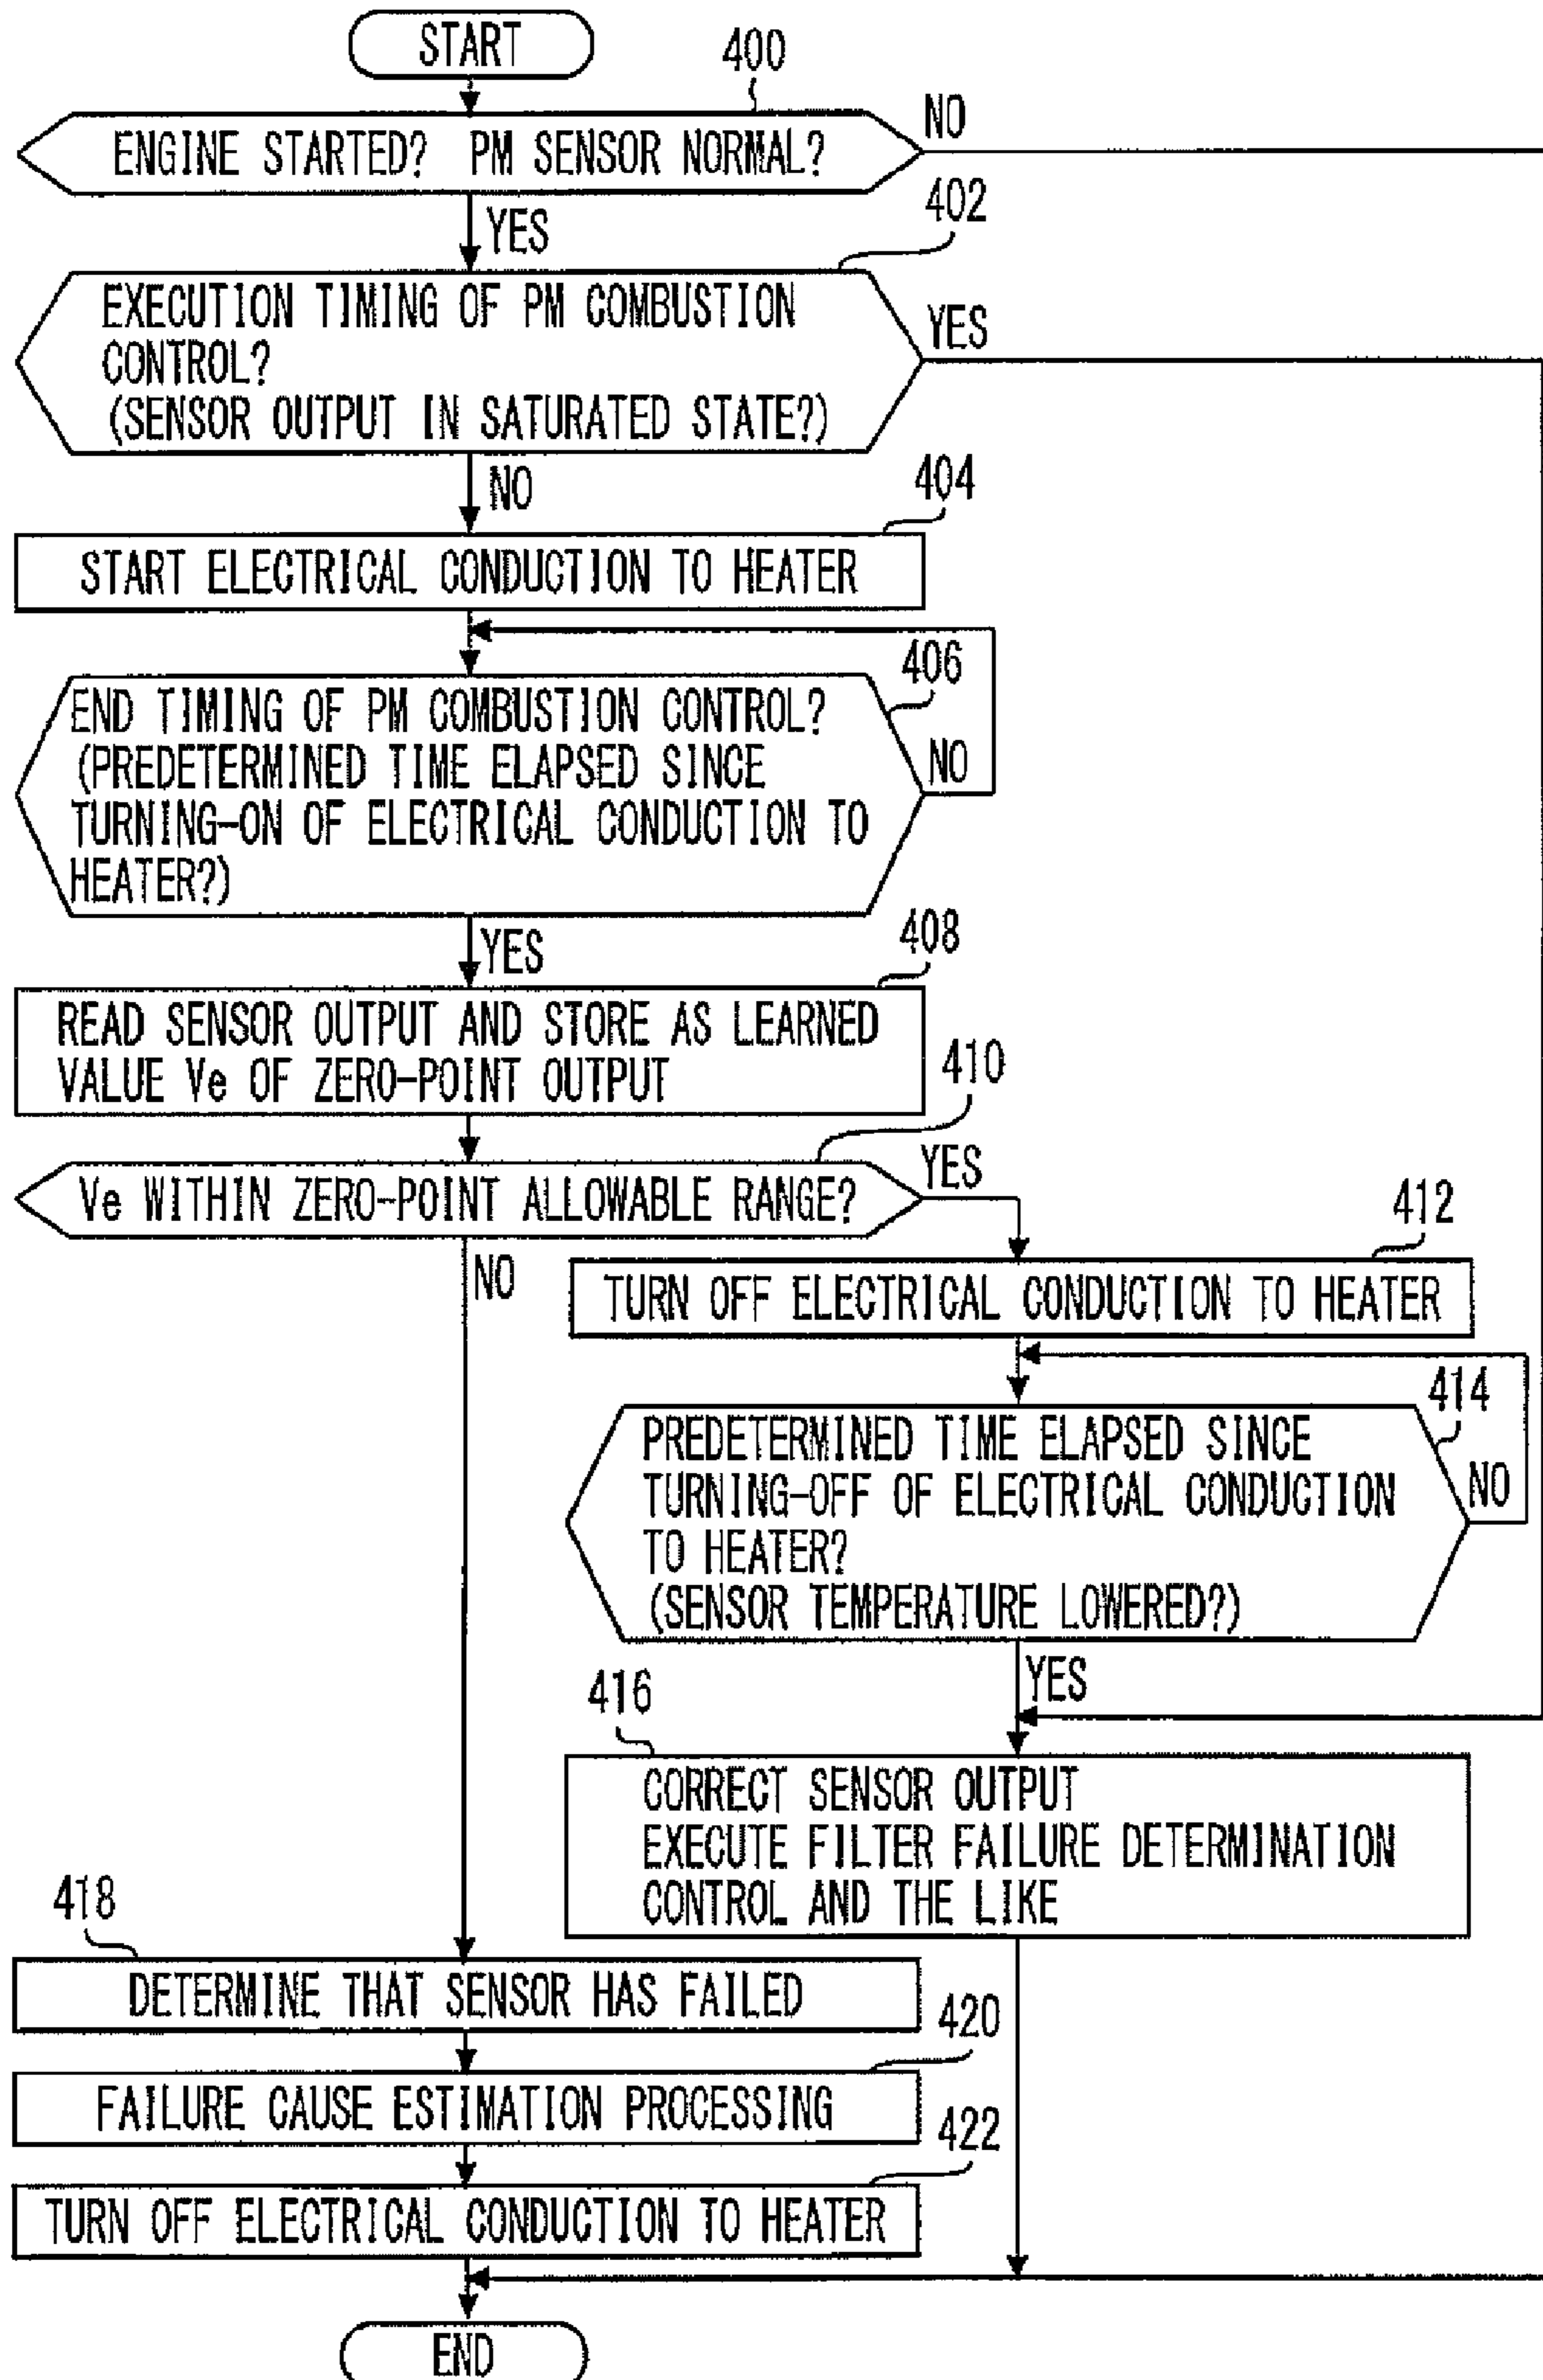 START
400
ENGINE STARTED? PM SENSOR NORMAL?
NO
YES
402
EXECUTION TIMING OF PM COMBUSTION
CONTROL?
(SENSOR OUTPUT IN SATURATED STATE?)
YES
NO
404
START ELECTRICAL CONDUCTION TO HEATER
406
END TIMING OF PM COMBUSTION CONTROL?
(PREDETERMINED TIME ELAPSED SINCE
TURNING-ON OF ELECTRICAL CONDUCTION TO
HEATER?)
NO
YES
408
READ SENSOR OUTPUT AND STORE AS LEARNED
VALUE Ve OF ZERO-POINT OUTPUT
410
Ve WITHIN ZERO-POINT ALLOWABLE RANGE?
YES
NO
412
TURN OFF ELECTRICAL CONDUCTION TO HEATER
414
PREDETERMINED TIME ELAPSED SINCE
TURNING-OFF OF ELECTRICAL CONDUCTION
TO HEATER?
(SENSOR TEMPERATURE LOWERED?)
NO
YES
416
CORRECT SENSOR OUTPUT
EXECUTE FILTER FAILURE DETERMINATION
CONTROL AND THE LIKE
418
DETERMINE THAT SENSOR HAS FAILED
420
FAILURE CAUSE ESTIMATION PROCESSING
422
TURN OFF ELECTRICAL CONDUCTION TO HEATER
END